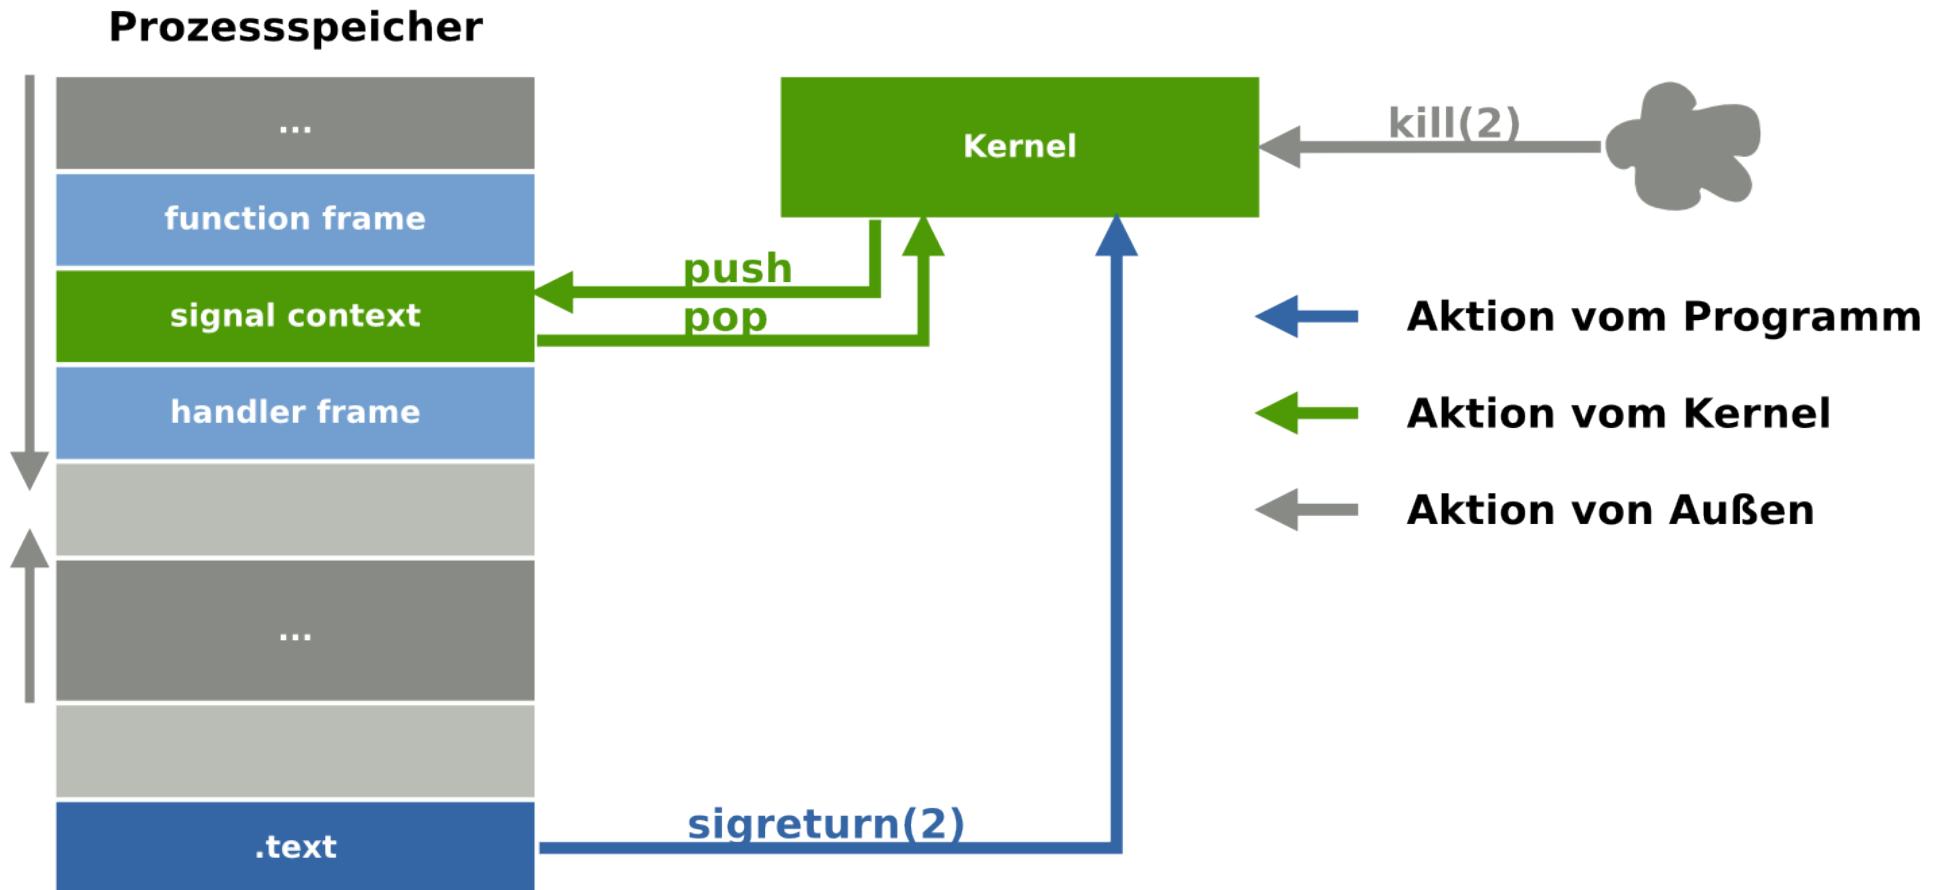 Prozessspeicher
...
function frame
signal context
handler frame
...
.text
Kernel
kill(2)
push
pop
sigreturn(2)
Aktion vom Programm
Aktion vom Kernel
Aktion von Außen